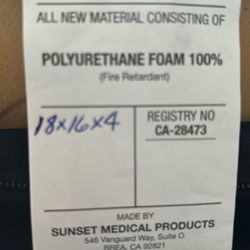 ALL NEW MATERIAL CONSISTING OF
POLYURETHANE FOAM 100%
(Fire Retardant)
18x16x4
REGISTRY NO
CA-28473
MADE BY
SUNSET MEDICAL PRODUCTS
546 Vanguard Way, Suite O
BREA, CA 92821